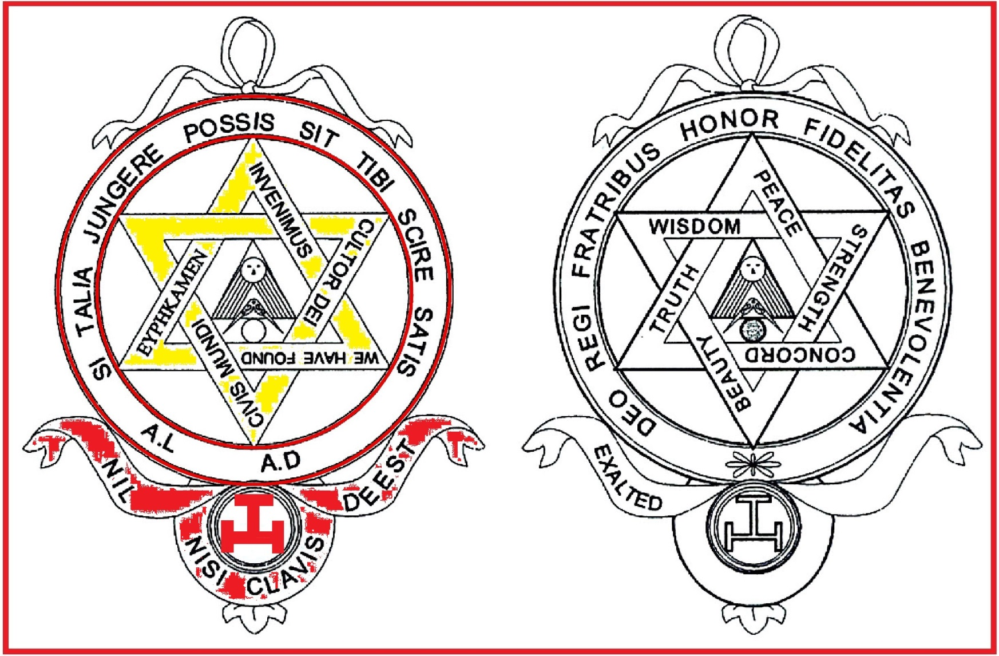 SI TALIA JUNGERE POSSIS SIT TIBI SCIRE SATIS
A.L
A.D
INVENIMUS
CULTOR DEI
WE HAVE FOUND
CIVIS MUNDI
EYPHKAMEN
NIL
DEEST
NISI CLAVIS
DEO REGI FRATRIBUS HONOR FIDELITAS BENEVOLENTIA
WISDOM
PEACE
STRENGTH
CONCORD
BEAUTY
TRUTH
EXALTED